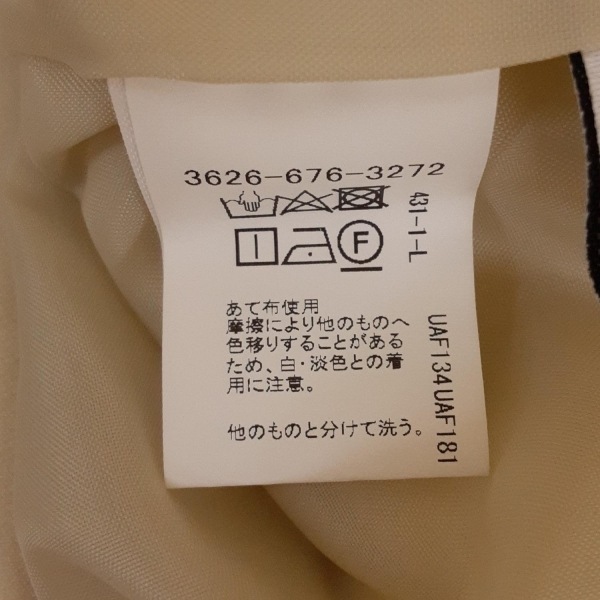 3626-676-3272
431-1-L
F
あて布使用
摩擦により他のものへ
色移りすることがある
ため、白・淡色との着
用に注意。
他のものと分けて洗う。
UAF134UAF181